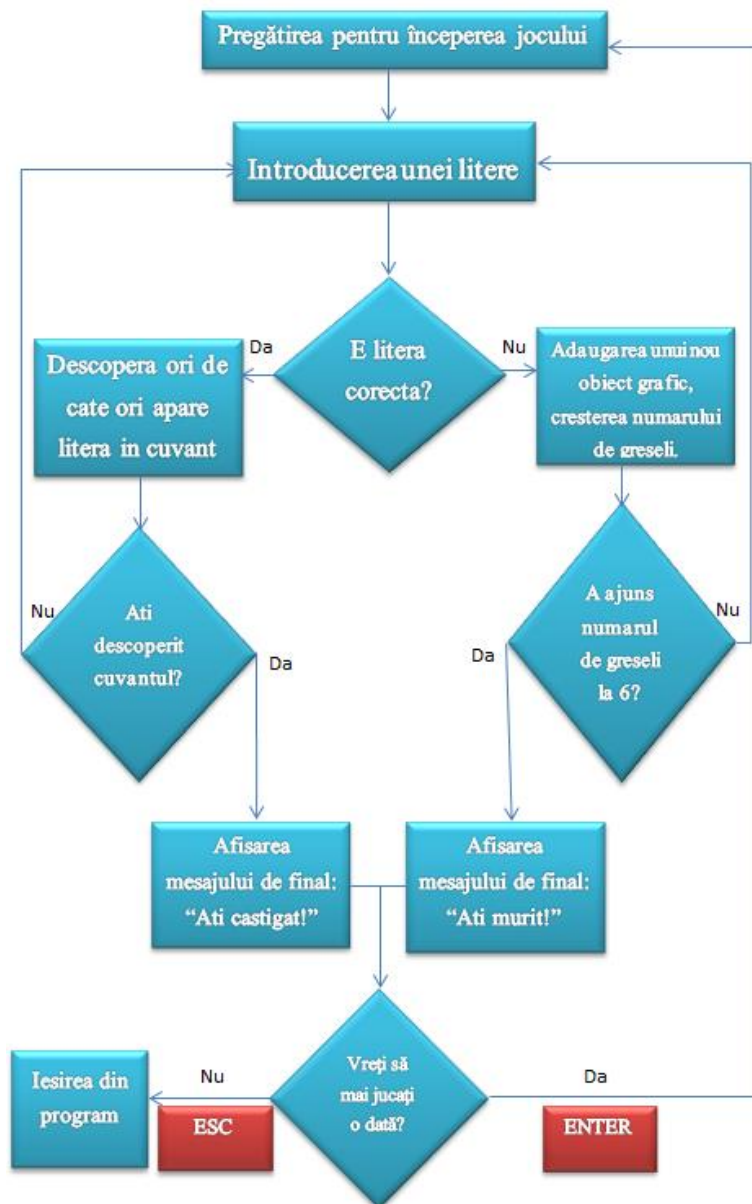 Pregătirea pentru începerea jocului
Introducerea unei litere
E litera
corecta?
Da
Nu
Descopera ori de
cate ori apare
litera in cuvant
Adaugarea unui nou
obiect grafic,
cresterea numarului
de greseli.
Ati
descoperit
cuvantul?
Nu
Da
A ajuns
numarul
de greseli
la 6?
Da
Nu
Afisarea
mesajului de final:
“Ati castigat!”
Afisarea
mesajului de final:
“Ati murit!”
Vreți să
mai jucați
o dată?
Nu
Da
Iesirea din
program
ESC
ENTER